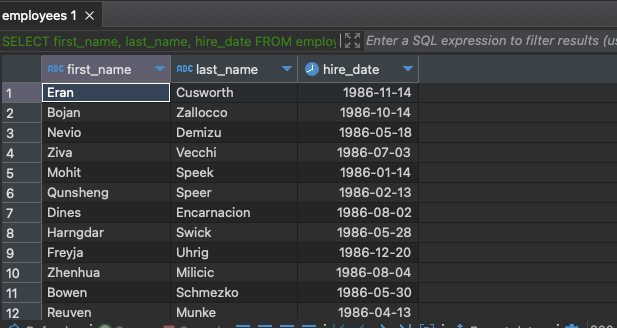 employees 1 ×
SELECT first_name, last_name, hire_date FROM employ Enter a SQL expression to filter results (us
ABC first_name ABC last_name hire_date
1 Eran Cusworth 1986-11-14
2 Bojan Zallocco 1986-10-14
3 Nevio Demizu 1986-05-18
4 Ziva Vecchi 1986-07-03
5 Mohit Speek 1986-01-14
6 Qunsheng Speer 1986-02-13
7 Dines Encarnacion 1986-08-02
8 Harngdar Swick 1986-05-28
9 Freyja Uhrig 1986-12-20
10 Zhenhua Milicic 1986-08-04
11 Bowen Schmezko 1986-05-30
12 Reuven Munke 1986-04-13